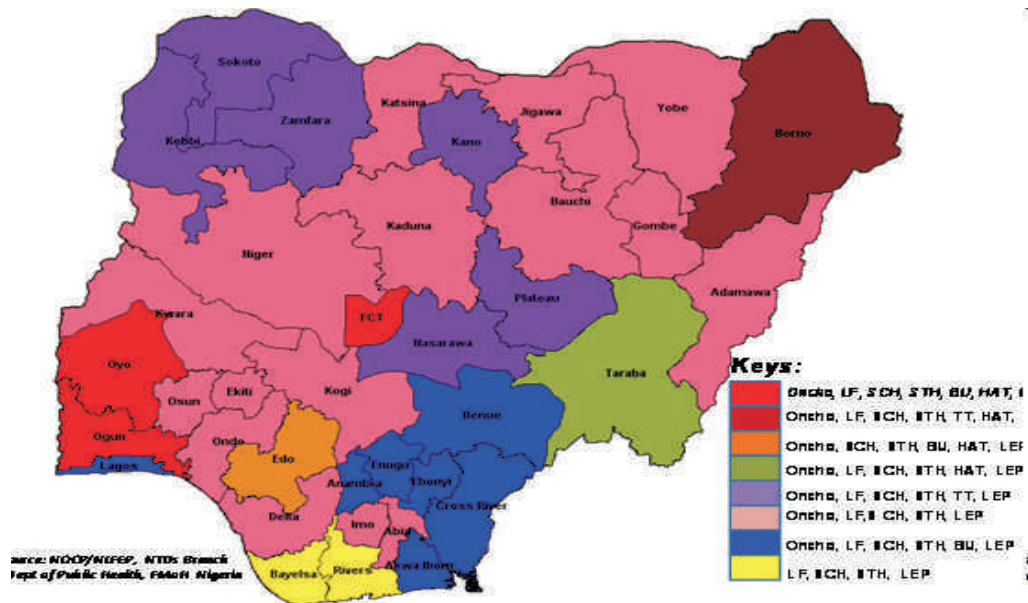 Sokoto
Katsina
Jigawa
Yobe
Borno
Zamfara
Kebbi
Kano
Bauchi
Gombe
Kaduna
Niger
Adamawa
Plateau
FCT
Kwara
Nasarawa
Oyo
Taraba
Kogi
Ekiti
Osun
Benue
Ogun
Ondo
Edo
Lagos
Enugu
Anambra
Ebonyi
Cross River
Delta
Imo
Abia
Akwa Ibom
Bayelsa
Rivers
Keys:
Oncho, LF, SCH, STH, BU, HAT,
Oncho, LF, SCH, STH, TT, HAT,
Oncho, SCH, STH, BU, HAT, LEP
Oncho, LF, SCH, STH, HAT, LEP
Oncho, LF, SCH, STH, TT, LEP
Oncho, LF, SCH, STH, LEP
Oncho, LF, SCH, STH, BU, LEP
LF, SCH, STH, LEP
NTDs Branch
of Public Health, FMoH Nigeria